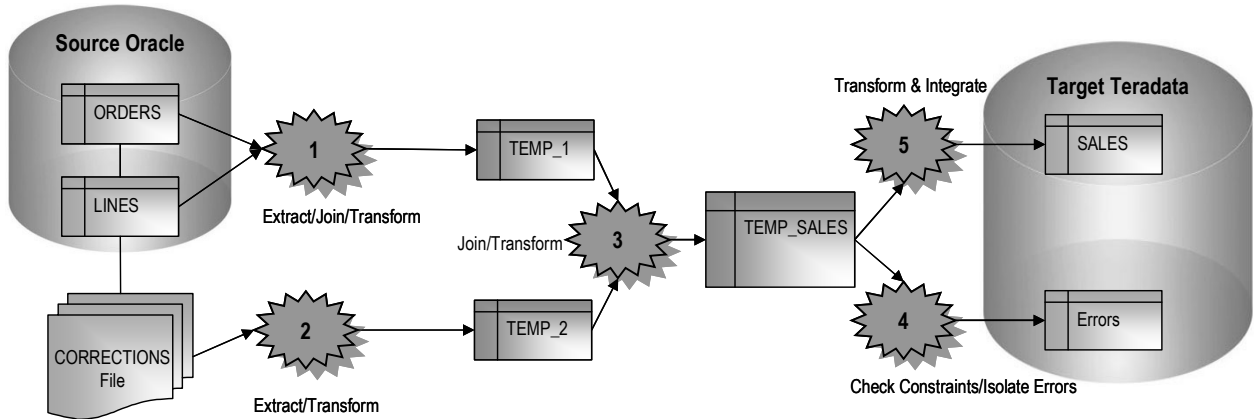 Source Oracle
ORDERS
LINES
CORRECTIONS
File
1
Extract/Join/Transform
2
Extract/Transform
TEMP_1
TEMP_2
Join/Transform
3
TEMP_SALES
Transform & Integrate
5
4
Check Constraints/Isolate Errors
Target Teradata
SALES
Errors